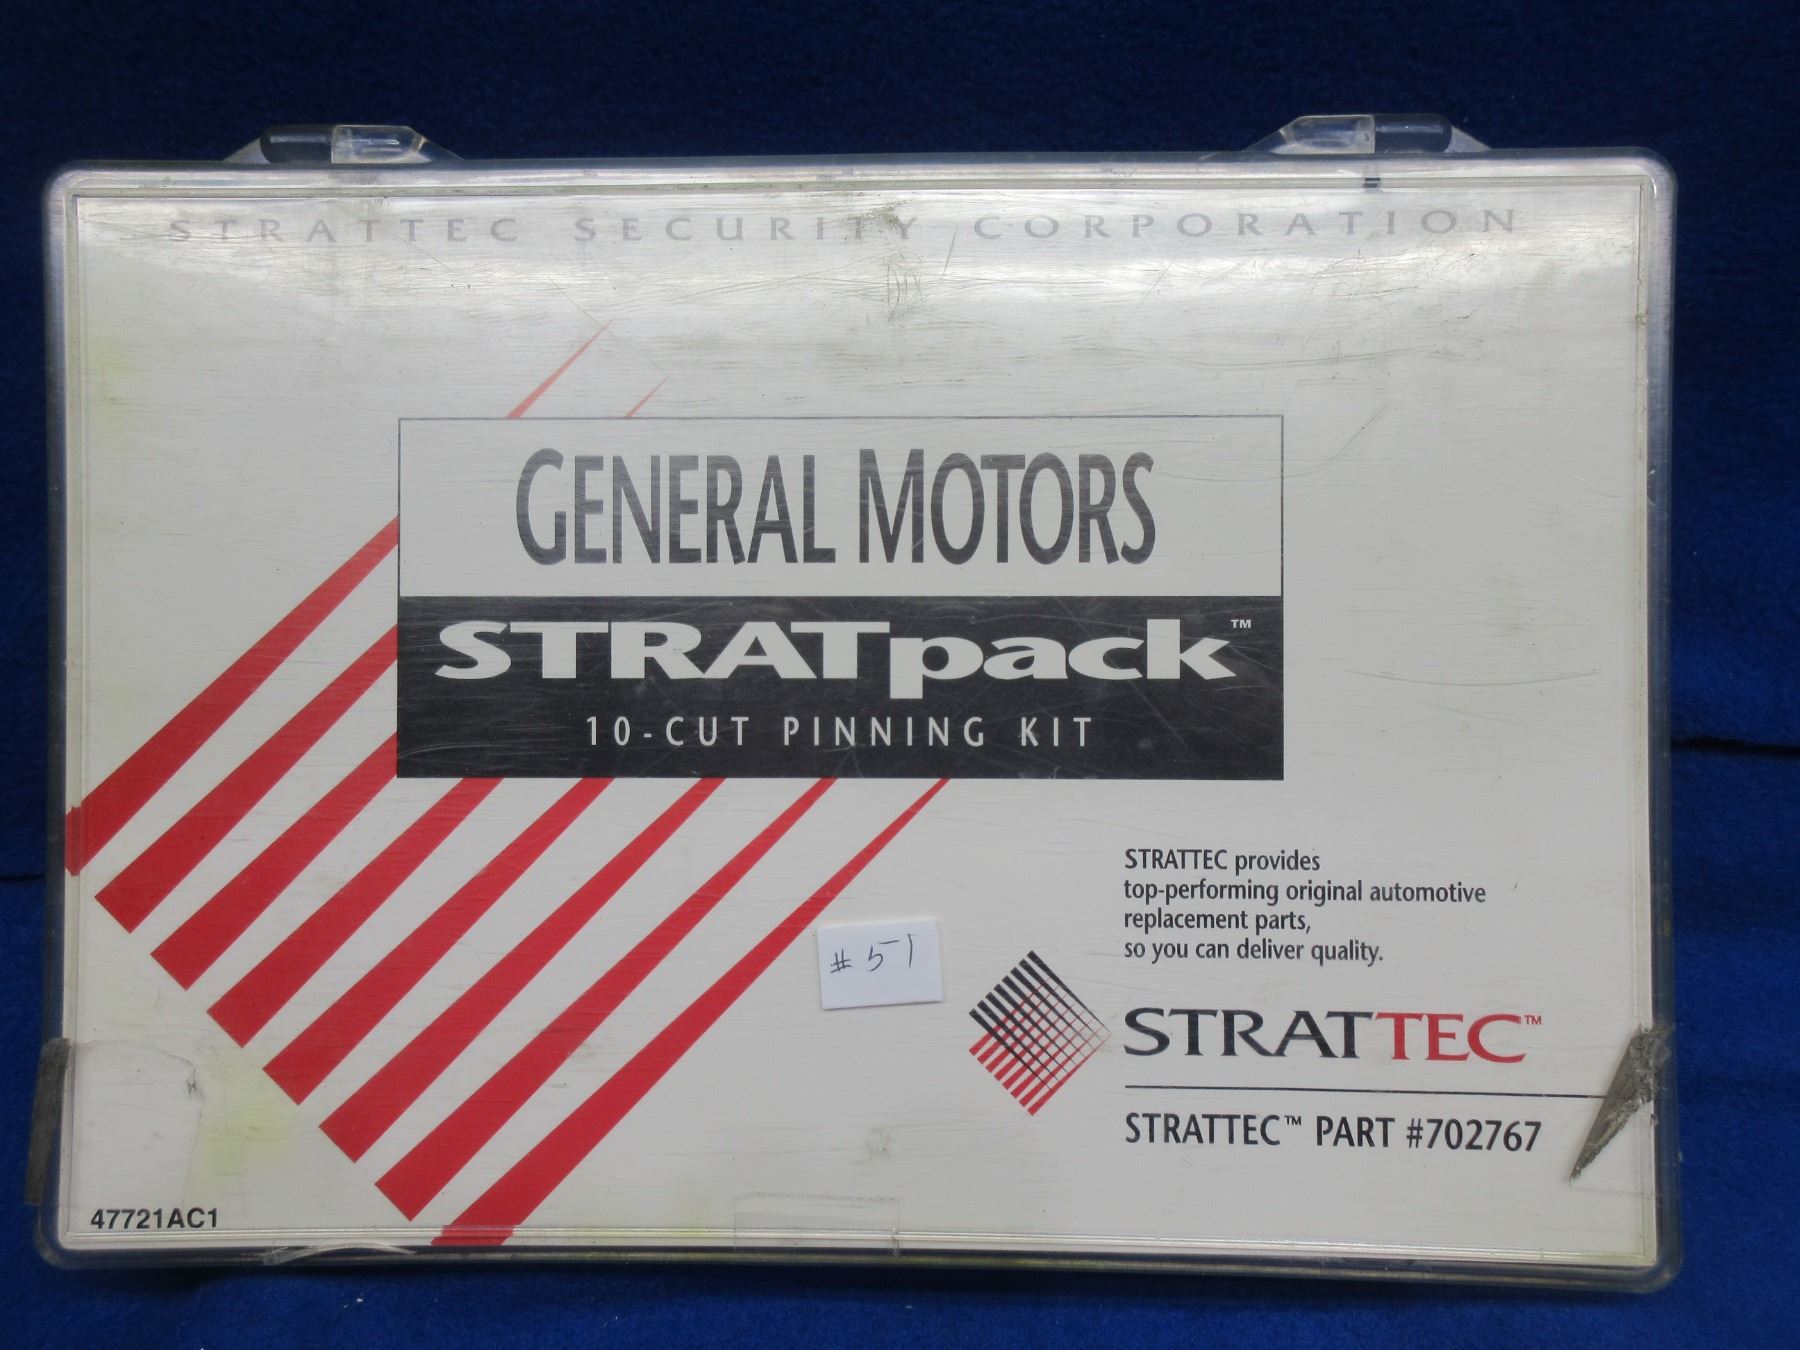 STRATTEC SECURITY CORPORATION
GENERAL MOTORS
STRATpack™
10-CUT PINNING KIT
STRATTEC provides
top-performing original automotive
replacement parts,
so you can deliver quality.
# 51
STRATTEC™
STRATTEC™ PART #702767
47721AC1